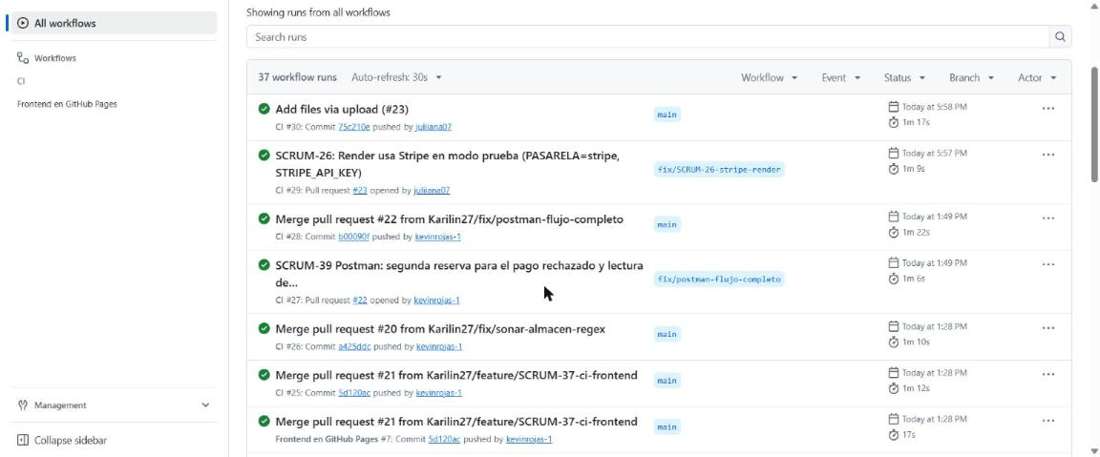 All workflows
Workflows
CI
Frontend en GitHub Pages
Management
Collapse sidebar
Showing runs from all workflows
Search runs
37 workflow runs Auto-refresh: 30s Workflow Event Status Branch Actor
Add files via upload (#23)
CI #30: Commit 75c210e pushed by juliana07
main
Today at 5:58 PM
1m 17s
SCRUM-26: Render usa Stripe en modo prueba (PASARELA=stripe,
STRIPE_API_KEY)
CI #29: Pull request #23 opened by juliana07
fix/SCRUM-26-stripe-render
Today at 5:57 PM
1m 9s
Merge pull request #22 from Karilin27/fix/postman-flujo-completo
CI #28: Commit b00090f pushed by kevinrojas-1
main
Today at 1:49 PM
1m 22s
SCRUM-39 Postman: segunda reserva para el pago rechazado y lectura
de...
CI #27: Pull request #22 opened by kevinrojas-1
fix/postman-flujo-completo
Today at 1:49 PM
1m 6s
Merge pull request #20 from Karilin27/fix/sonar-almacen-regex
CI #26: Commit a425ddc pushed by kevinrojas-1
main
Today at 1:28 PM
1m 10s
Merge pull request #21 from Karilin27/feature/SCRUM-37-ci-frontend
CI #25: Commit 5d120ac pushed by kevinrojas-1
main
Today at 1:28 PM
1m 12s
Merge pull request #21 from Karilin27/feature/SCRUM-37-ci-frontend
Frontend en GitHub Pages #7: Commit 5d120ac pushed by kevinrojas-1
main
Today at 1:28 PM
17s